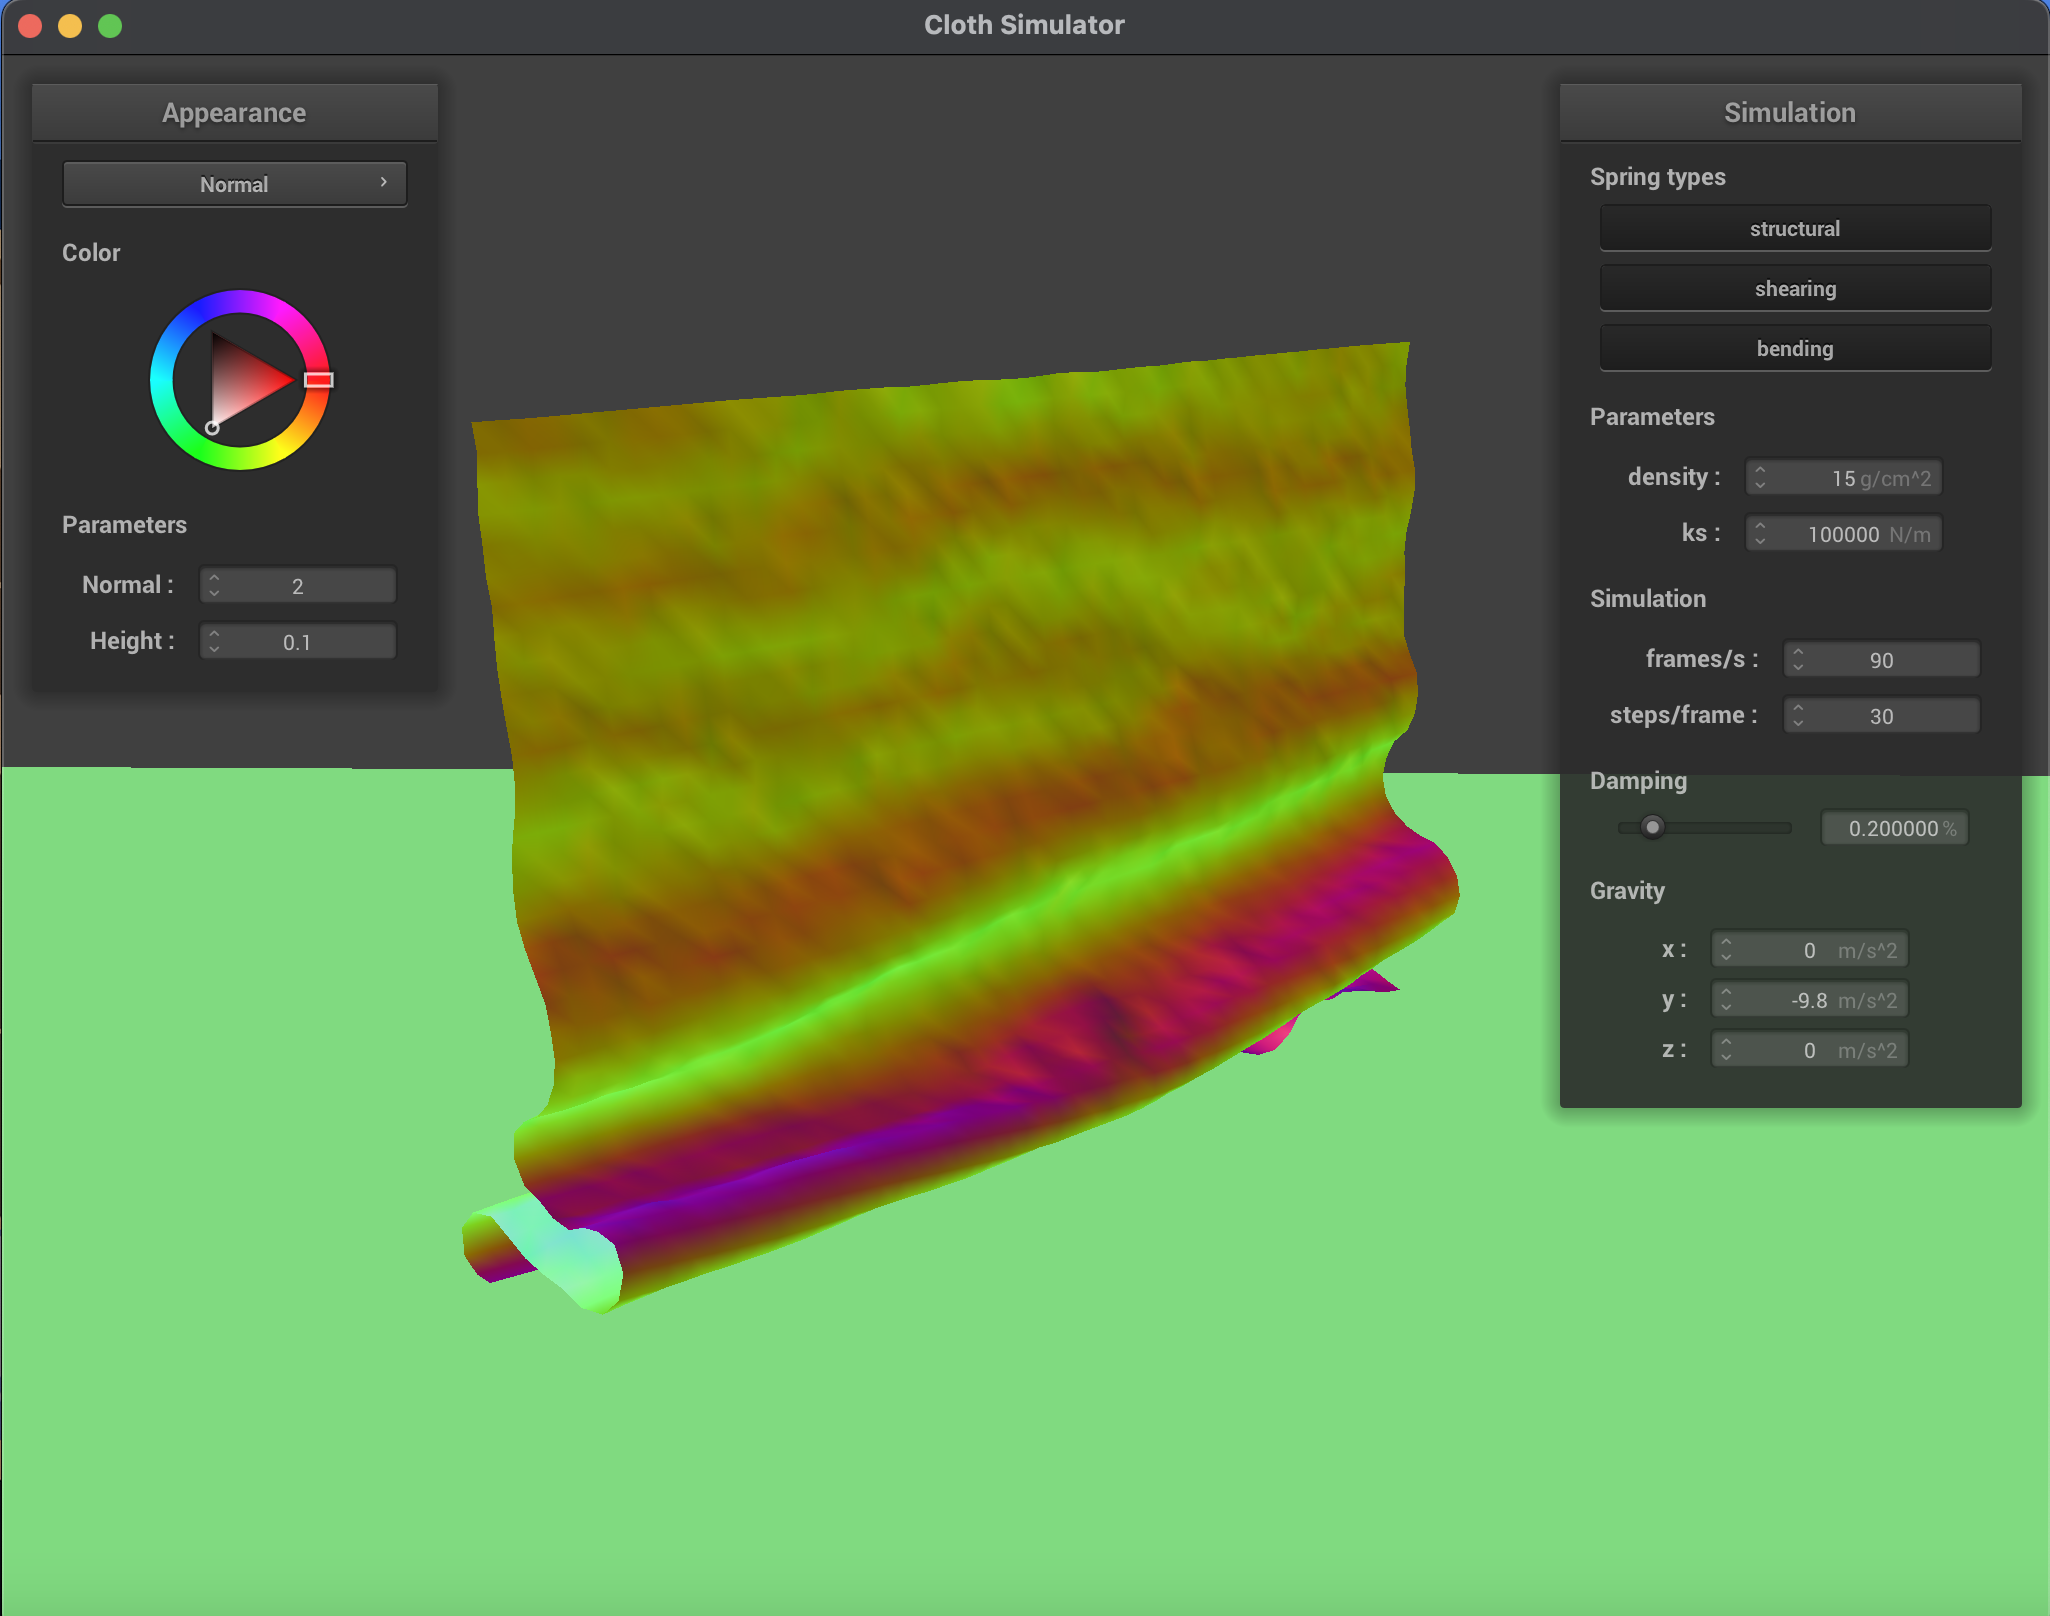 Cloth Simulator
Appearance
Normal
Color
Parameters
Normal : 2
Height : 0.1
Simulation
Spring types
structural
shearing
bending
Parameters
density : 15 g/cm^2
ks : 100000 N/m
Simulation
frames/s : 90
steps/frame : 30
Damping
0.200000 %
Gravity
x : 0 m/s^2
y : -9.8 m/s^2
z : 0 m/s^2